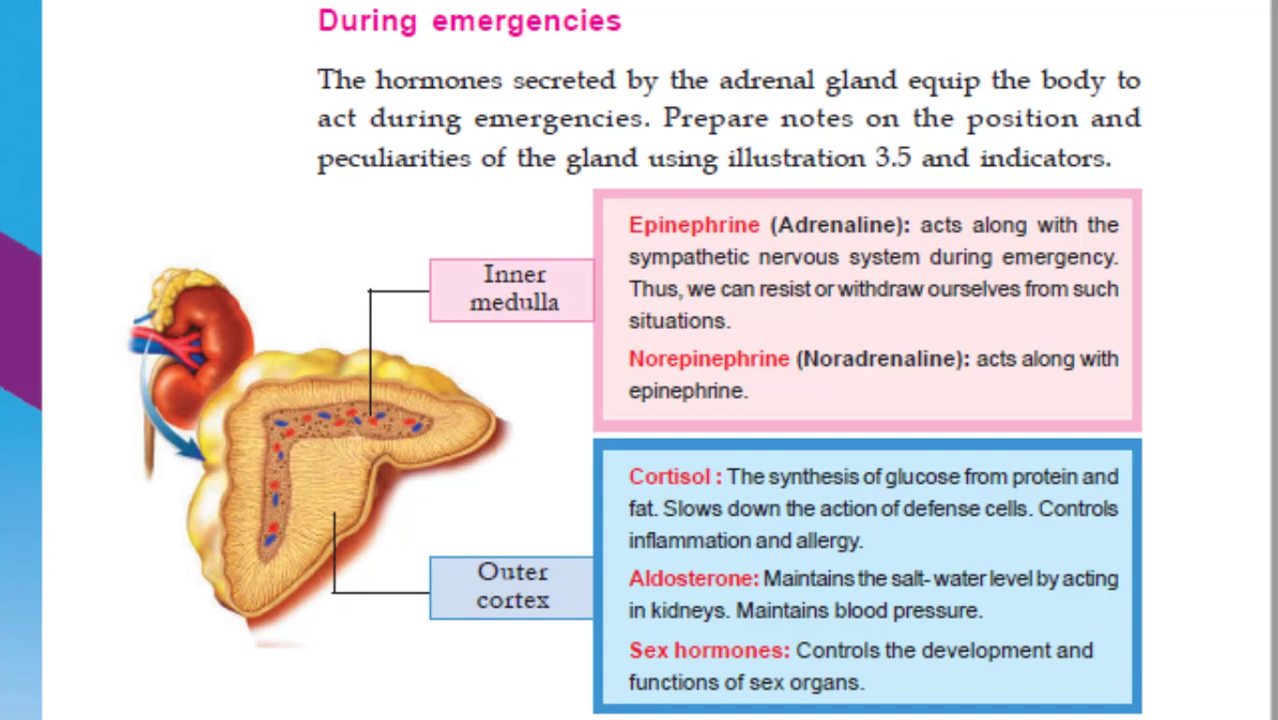 During emergencies
The hormones secreted by the adrenal gland equip the body to
act during emergencies. Prepare notes on the position and
peculiarities of the gland using illustration 3.5 and indicators.
Inner
medulla
Epinephrine (Adrenaline): acts along with the
sympathetic nervous system during emergency.
Thus, we can resist or withdraw ourselves from such
situations.
Norepinephrine (Noradrenaline): acts along with
epinephrine.
Outer
cortex
Cortisol : The synthesis of glucose from protein and
fat. Slows down the action of defense cells. Controls
inflammation and allergy.
Aldosterone: Maintains the salt- water level by acting
in kidneys. Maintains blood pressure.
Sex hormones: Controls the development and
functions of sex organs.